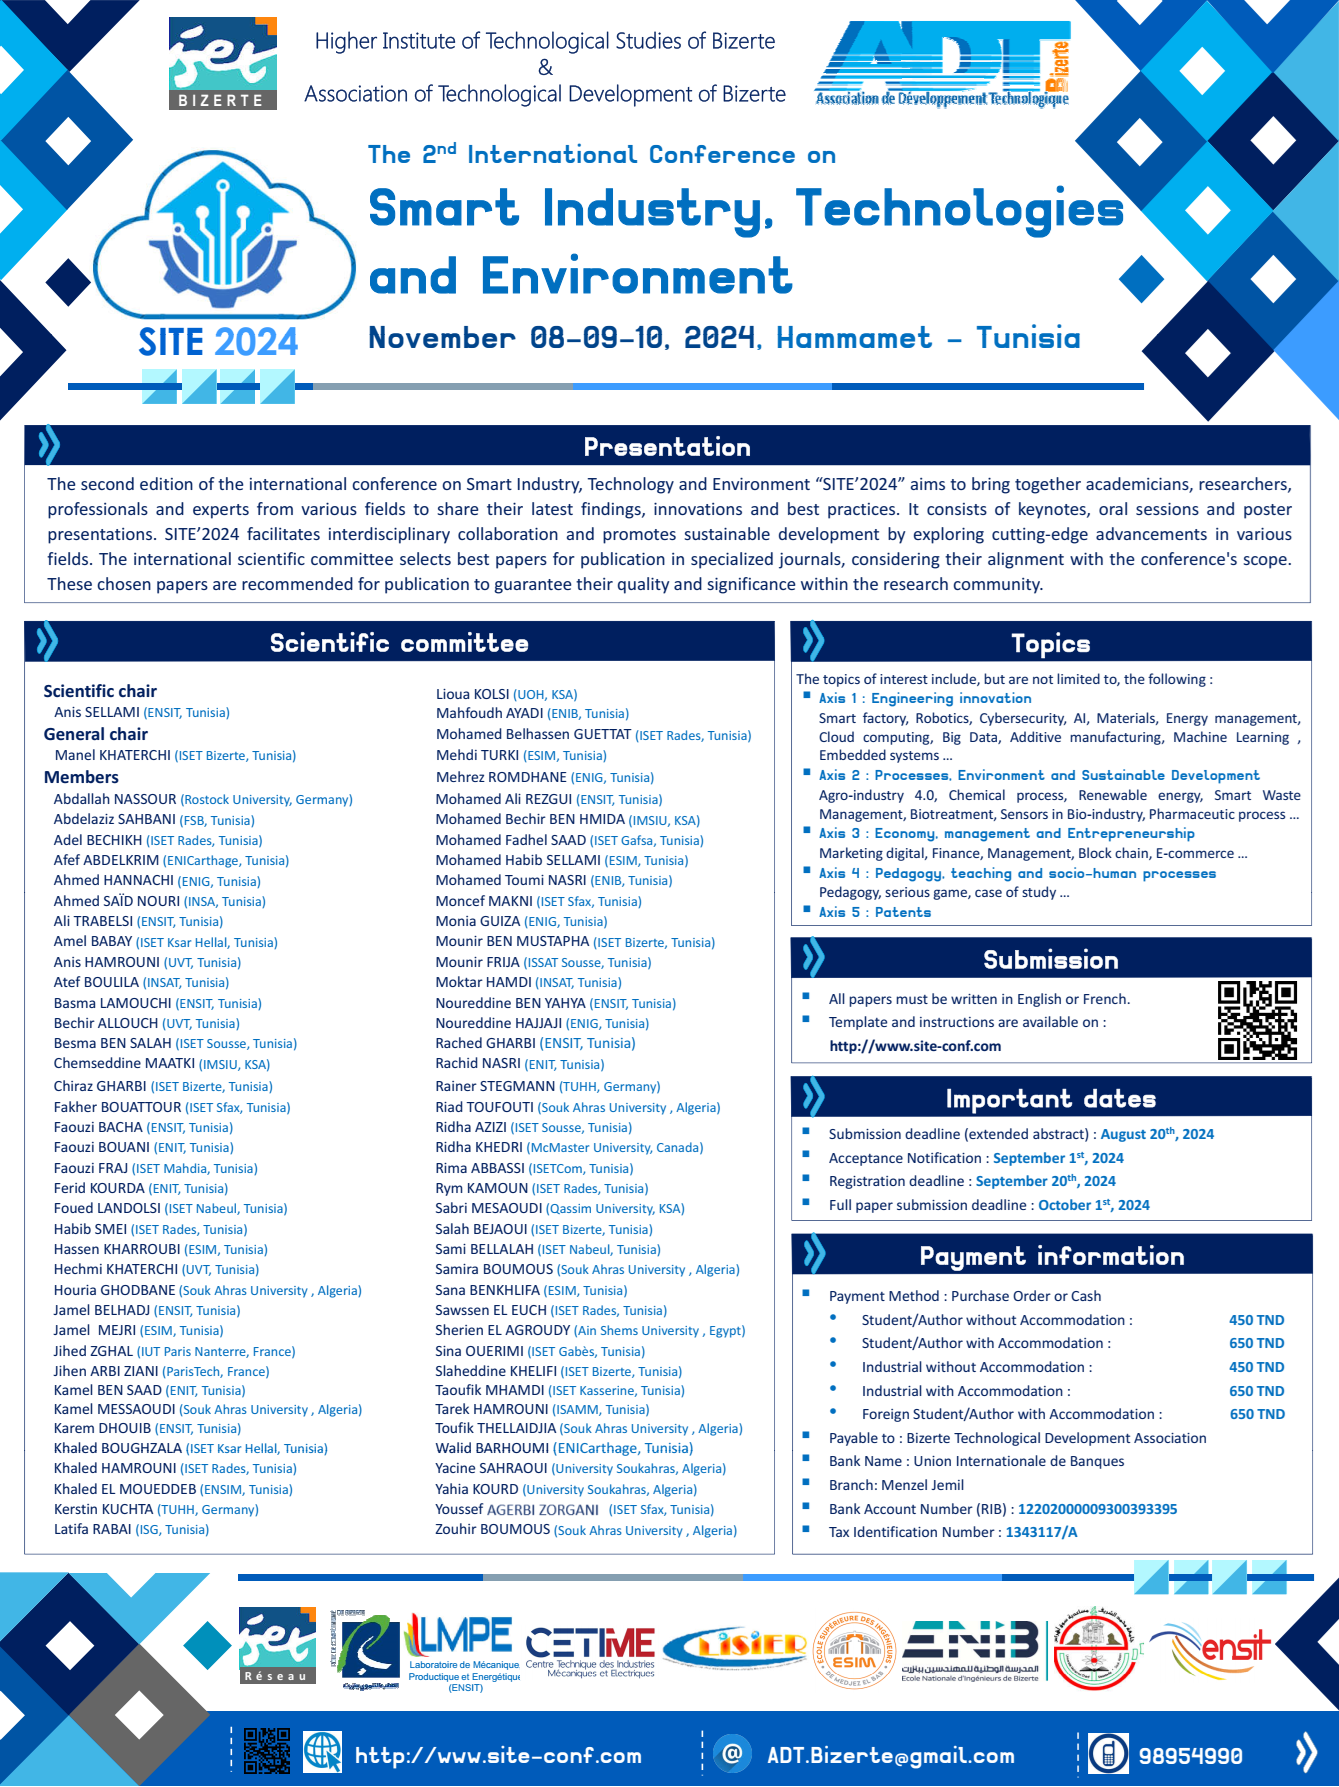 iset
BIZERTE
Higher Institute of Technological Studies of Bizerte
&
Association of Technological Development of Bizerte
ADT
Bizerte
Association de Développement Technologique
The 2nd International Conference on
Smart Industry, Technologies
and Environment
SITE 2024
November 08-09-10, 2024, Hammamet - Tunisia
Presentation
The second edition of the international conference on Smart Industry, Technology and Environment “SITE’2024” aims to bring together academicians, researchers,
professionals and experts from various fields to share their latest findings, innovations and best practices. It consists of keynotes, oral sessions and poster
presentations. SITE’2024 facilitates interdisciplinary collaboration and promotes sustainable development by exploring cutting-edge advancements in various
fields. The international scientific committee selects best papers for publication in specialized journals, considering their alignment with the conference's scope.
These chosen papers are recommended for publication to guarantee their quality and significance within the research community.
Scientific committee
Scientific chair
Anis SELLAMI (ENSIT, Tunisia)
General chair
Manel KHATERCHI (ISET Bizerte, Tunisia)
Members
Abdallah NASSOUR (Rostock University, Germany)
Abdelaziz SAHBANI (FSB, Tunisia)
Adel BECHIKH (ISET Rades, Tunisia)
Afef ABDELKRIM (ENICarthage, Tunisia)
Ahmed HANNACHI (ENIG, Tunisia)
Ahmed SAÏD NOURI (INSA, Tunisia)
Ali TRABELSI (ENSIT, Tunisia)
Amel BABAY (ISET Ksar Hellal, Tunisia)
Anis HAMROUNI (UVT, Tunisia)
Atef BOULILA (INSAT, Tunisia)
Basma LAMOUCHI (ENSIT, Tunisia)
Bechir ALLOUCH (UVT, Tunisia)
Besma BEN SALAH (ISET Sousse, Tunisia)
Chemseddine MAATKI (IMSIU, KSA)
Chiraz GHARBI (ISET Bizerte, Tunisia)
Fakher BOUATTOUR (ISET Sfax, Tunisia)
Faouzi BACHA (ENSIT, Tunisia)
Faouzi BOUANI (ENIT, Tunisia)
Faouzi FRAJ (ISET Mahdia, Tunisia)
Ferid KOURDA (ENIT, Tunisia)
Foued LANDOLSI (ISET Nabeul, Tunisia)
Habib SMEI (ISET Rades, Tunisia)
Hassen KHARROUBI (ESIM, Tunisia)
Hechmi KHATERCHI (UVT, Tunisia)
Houria GHODBANE (Souk Ahras University , Algeria)
Jamel BELHADJ (ENSIT, Tunisia)
Jamel MEJRI (ESIM, Tunisia)
Jihed ZGHAL (IUT Paris Nanterre, France)
Jihen ARBI ZIANI (ParisTech, France)
Kamel BEN SAAD (ENIT, Tunisia)
Kamel MESSAOUDI (Souk Ahras University , Algeria)
Karem DHOUIB (ENSIT, Tunisia)
Khaled BOUGHZALA (ISET Ksar Hellal, Tunisia)
Khaled HAMROUNI (ISET Rades, Tunisia)
Khaled EL MOUEDDEB (ENSIM, Tunisia)
Kerstin KUCHTA (TUHH, Germany)
Latifa RABAI (ISG, Tunisia)
Lioua KOLSI (UOH, KSA)
Mahfoudh AYADI (ENIB, Tunisia)
Mohamed Belhassen GUETTAT (ISET Rades, Tunisia)
Mehdi TURKI (ESIM, Tunisia)
Mehrez ROMDHANE (ENIG, Tunisia)
Mohamed Ali REZGUI (ENSIT, Tunisia)
Mohamed Bechir BEN HMIDA (IMSIU, KSA)
Mohamed Fadhel SAAD (ISET Gafsa, Tunisia)
Mohamed Habib SELLAMI (ESIM, Tunisia)
Mohamed Toumi NASRI (ENIB, Tunisia)
Moncef MAKNI (ISET Sfax, Tunisia)
Monia GUIZA (ENIG, Tunisia)
Mounir BEN MUSTAPHA (ISET Bizerte, Tunisia)
Mounir FRIJA (ISSAT Sousse, Tunisia)
Moktar HAMDI (INSAT, Tunisia)
Noureddine BEN YAHYA (ENSIT, Tunisia)
Noureddine HAJJAJI (ENIG, Tunisia)
Rached GHARBI (ENSIT, Tunisia)
Rachid NASRI (ENIT, Tunisia)
Rainer STEGMANN (TUHH, Germany)
Riad TOUFOUTI (Souk Ahras University , Algeria)
Ridha AZIZI (ISET Sousse, Tunisia)
Ridha KHEDRI (McMaster University, Canada)
Rima ABBASSI (ISETCom, Tunisia)
Rym KAMOUN (ISET Rades, Tunisia)
Sabri MESAOUDI (Qassim University, KSA)
Salah BEJAOUI (ISET Bizerte, Tunisia)
Sami BELLALAH (ISET Nabeul, Tunisia)
Samira BOUMOUS (Souk Ahras University , Algeria)
Sana BENKHLIFA (ESIM, Tunisia)
Sawssen EL EUCH (ISET Rades, Tunisia)
Sherien EL AGROUDY (Ain Shems University , Egypt)
Sina OUERIMI (ISET Gabès, Tunisia)
Slaheddine KHELIFI (ISET Bizerte, Tunisia)
Taoufik MHAMDI (ISET Kasserine, Tunisia)
Tarek HAMROUNI (ISAMM, Tunisia)
Toufik THELLAIDJIA (Souk Ahras University , Algeria)
Walid BARHOUMI (ENICarthage, Tunisia)
Yacine SAHRAOUI (University Soukahras, Algeria)
Yahia KOURD (University Soukahras, Algeria)
Youssef AGERBI ZORGANI (ISET Sfax, Tunisia)
Zouhir BOUMOUS (Souk Ahras University , Algeria)
Topics
The topics of interest include, but are not limited to, the following :
Axis 1 : Engineering innovation
Smart factory, Robotics, Cybersecurity, AI, Materials, Energy management,
Cloud computing, Big Data, Additive manufacturing, Machine Learning ,
Embedded systems ...
Axis 2 : Processes, Environment and Sustainable Development
Agro-industry 4.0, Chemical process, Renewable energy, Smart Waste
Management, Biotreatment, Sensors in Bio-industry, Pharmaceutic process ...
Axis 3 : Economy, management and Entrepreneurship
Marketing digital, Finance, Management, Block chain, E-commerce ...
Axis 4 : Pedagogy, teaching and socio-human processes
Pedagogy, serious game, case of study ...
Axis 5 : Patents
Submission
All papers must be written in English or French.
Template and instructions are available on :
http://www.site-conf.com
Important dates
Submission deadline (extended abstract) : August 20th, 2024
Acceptance Notification : September 1st, 2024
Registration deadline : September 20th, 2024
Full paper submission deadline : October 1st, 2024
Payment information
Payment Method : Purchase Order or Cash
Student/Author without Accommodation : 450 TND
Student/Author with Accommodation : 650 TND
Industrial without Accommodation : 450 TND
Industrial with Accommodation : 650 TND
Foreign Student/Author with Accommodation : 650 TND
Payable to : Bizerte Technological Development Association
Bank Name : Union Internationale de Banques
Branch: Menzel Jemil
Bank Account Number (RIB) : 12202000009300393395
Tax Identification Number : 1343117/A
iset
Réseau
LMPE
Laboratoire de Mécanique
Productique et Energétique
(ENSIT)
CETIME
Centre Technique des Industries
Mécaniques et Electriques
LISIER
ECOLE SUPÉRIEURE DES INGÉNIEURS
ESIM
DE MEDJEZ EL BAB
ENIB
المدرسة الوطنية للمهندسين ببنزرت
Ecole Nationale d'Ingénieurs de Bizerte
ensit
http://www.site-conf.com
@
ADT.Bizerte@gmail.com
98954990